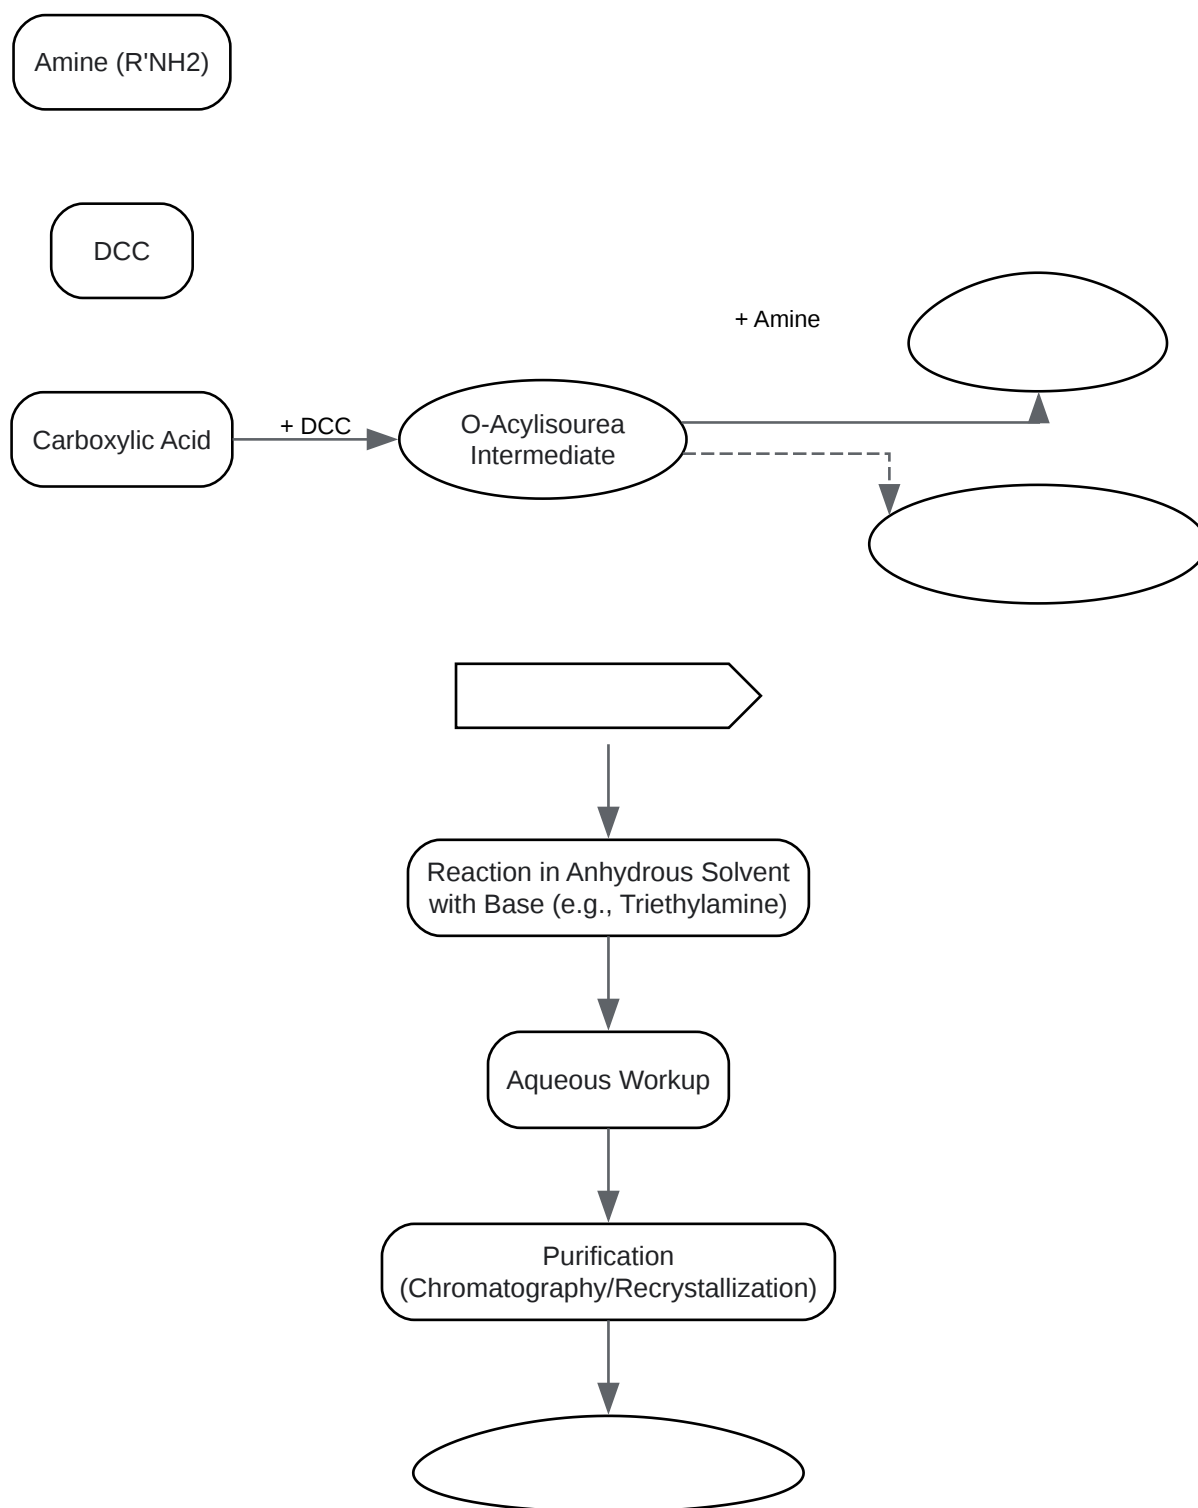 Amine (R'NH2)
DCC
+ Amine
Carboxylic Acid
+ DCC
O-Acylisourea
Intermediate
Reaction in Anhydrous Solvent
with Base (e.g., Triethylamine)
Aqueous Workup
Purification
(Chromatography/Recrystallization)